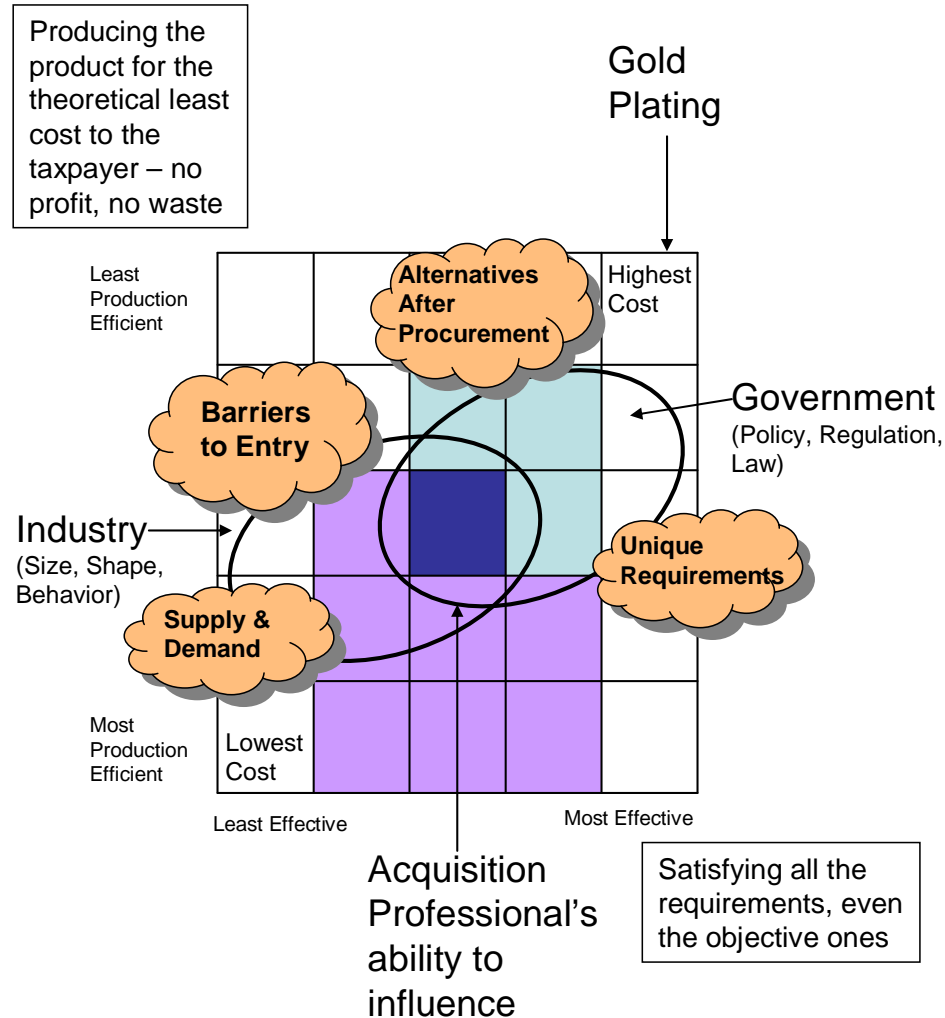 Producing the
product for the
theoretical least
cost to the
taxpayer – no
profit, no waste
Gold
Plating
Least
Production
Efficient
Alternatives
After
Procurement
Highest
Cost
Barriers
to Entry
Government
(Policy, Regulation,
Law)
Industry
(Size, Shape,
Behavior)
Unique
Requirements
Supply &
Demand
Most
Production
Efficient
Lowest
Cost
Least Effective
Most Effective
Acquisition
Professional’s
ability to
influence
Satisfying all the
requirements, even
the objective ones